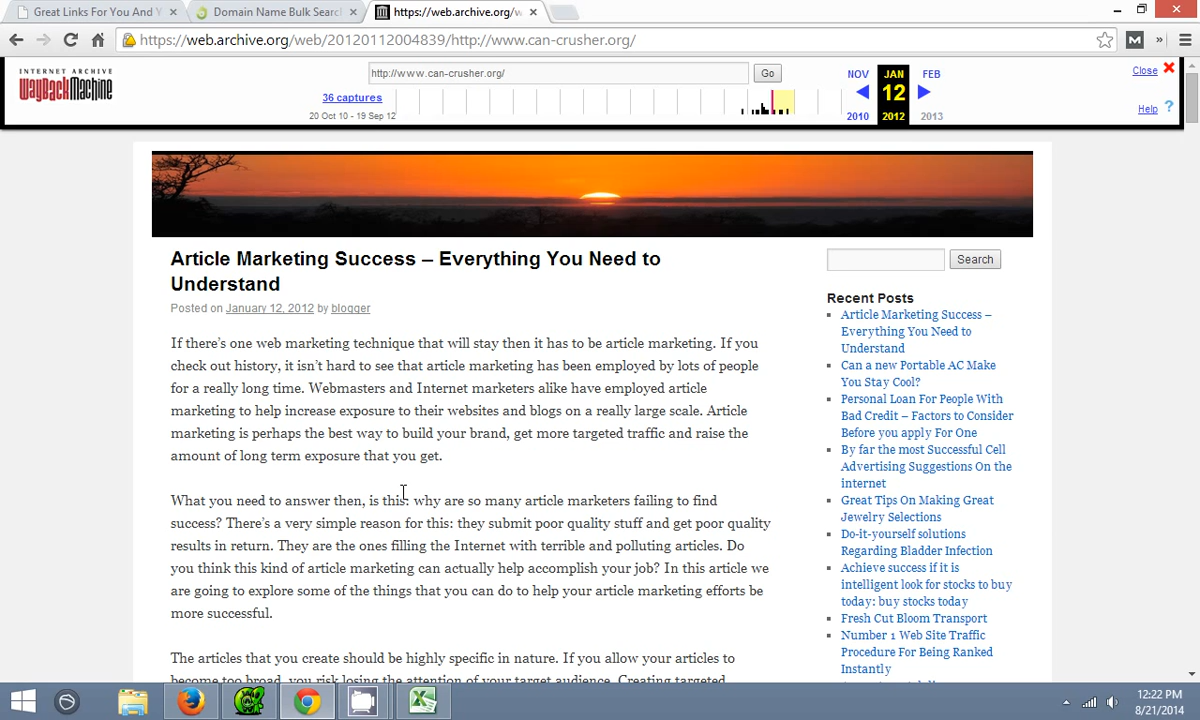 Great Links For You And Y
Domain Name Bulk Searc
https://web.archive.org/w
https://web.archive.org/web/20120112004839/http://www.can-crusher.org/
M
»
INTERNET ARCHIVE
WayBackMachine
http://www.can-crusher.org/
Go
36 captures
20 Oct 10 - 19 Sep 12
NOV JAN FEB
12
2010 2012 2013
Close
Help ?
Article Marketing Success – Everything You Need to
Understand
Posted on January 12, 2012 by blogger
If there's one web marketing technique that will stay then it has to be article marketing. If you
check out history, it isn't hard to see that article marketing has been employed by lots of people
for a really long time. Webmasters and Internet marketers alike have employed article
marketing to help increase exposure to their websites and blogs on a really large scale. Article
marketing is perhaps the best way to build your brand, get more targeted traffic and raise the
amount of long term exposure that you get.
What you need to answer then, is this: why are so many article marketers failing to find
success? There's a very simple reason for this: they submit poor quality stuff and get poor quality
results in return. They are the ones filling the Internet with terrible and polluting articles. Do
you think this kind of article marketing can actually help accomplish your job? In this article we
are going to explore some of the things that you can do to help your article marketing efforts be
more successful.
The articles that you create should be highly specific in nature. If you allow your articles to
become too broad, you risk losing the attention of your target audience. Creating targeted
Search
Recent Posts
Article Marketing Success –
Everything You Need to
Understand
Can a new Portable AC Make
You Stay Cool?
Personal Loan For People With
Bad Credit – Factors to Consider
Before you apply For One
By far the most Successful Cell
Advertising Suggestions On the
internet
Great Tips On Making Great
Jewelry Selections
Do-it-yourself solutions
Regarding Bladder Infection
Achieve success if it is
intelligent look for stocks to buy
today: buy stocks today
Fresh Cut Bloom Transport
Number 1 Web Site Traffic
Procedure For Being Ranked
Instantly
12:22 PM
8/21/2014